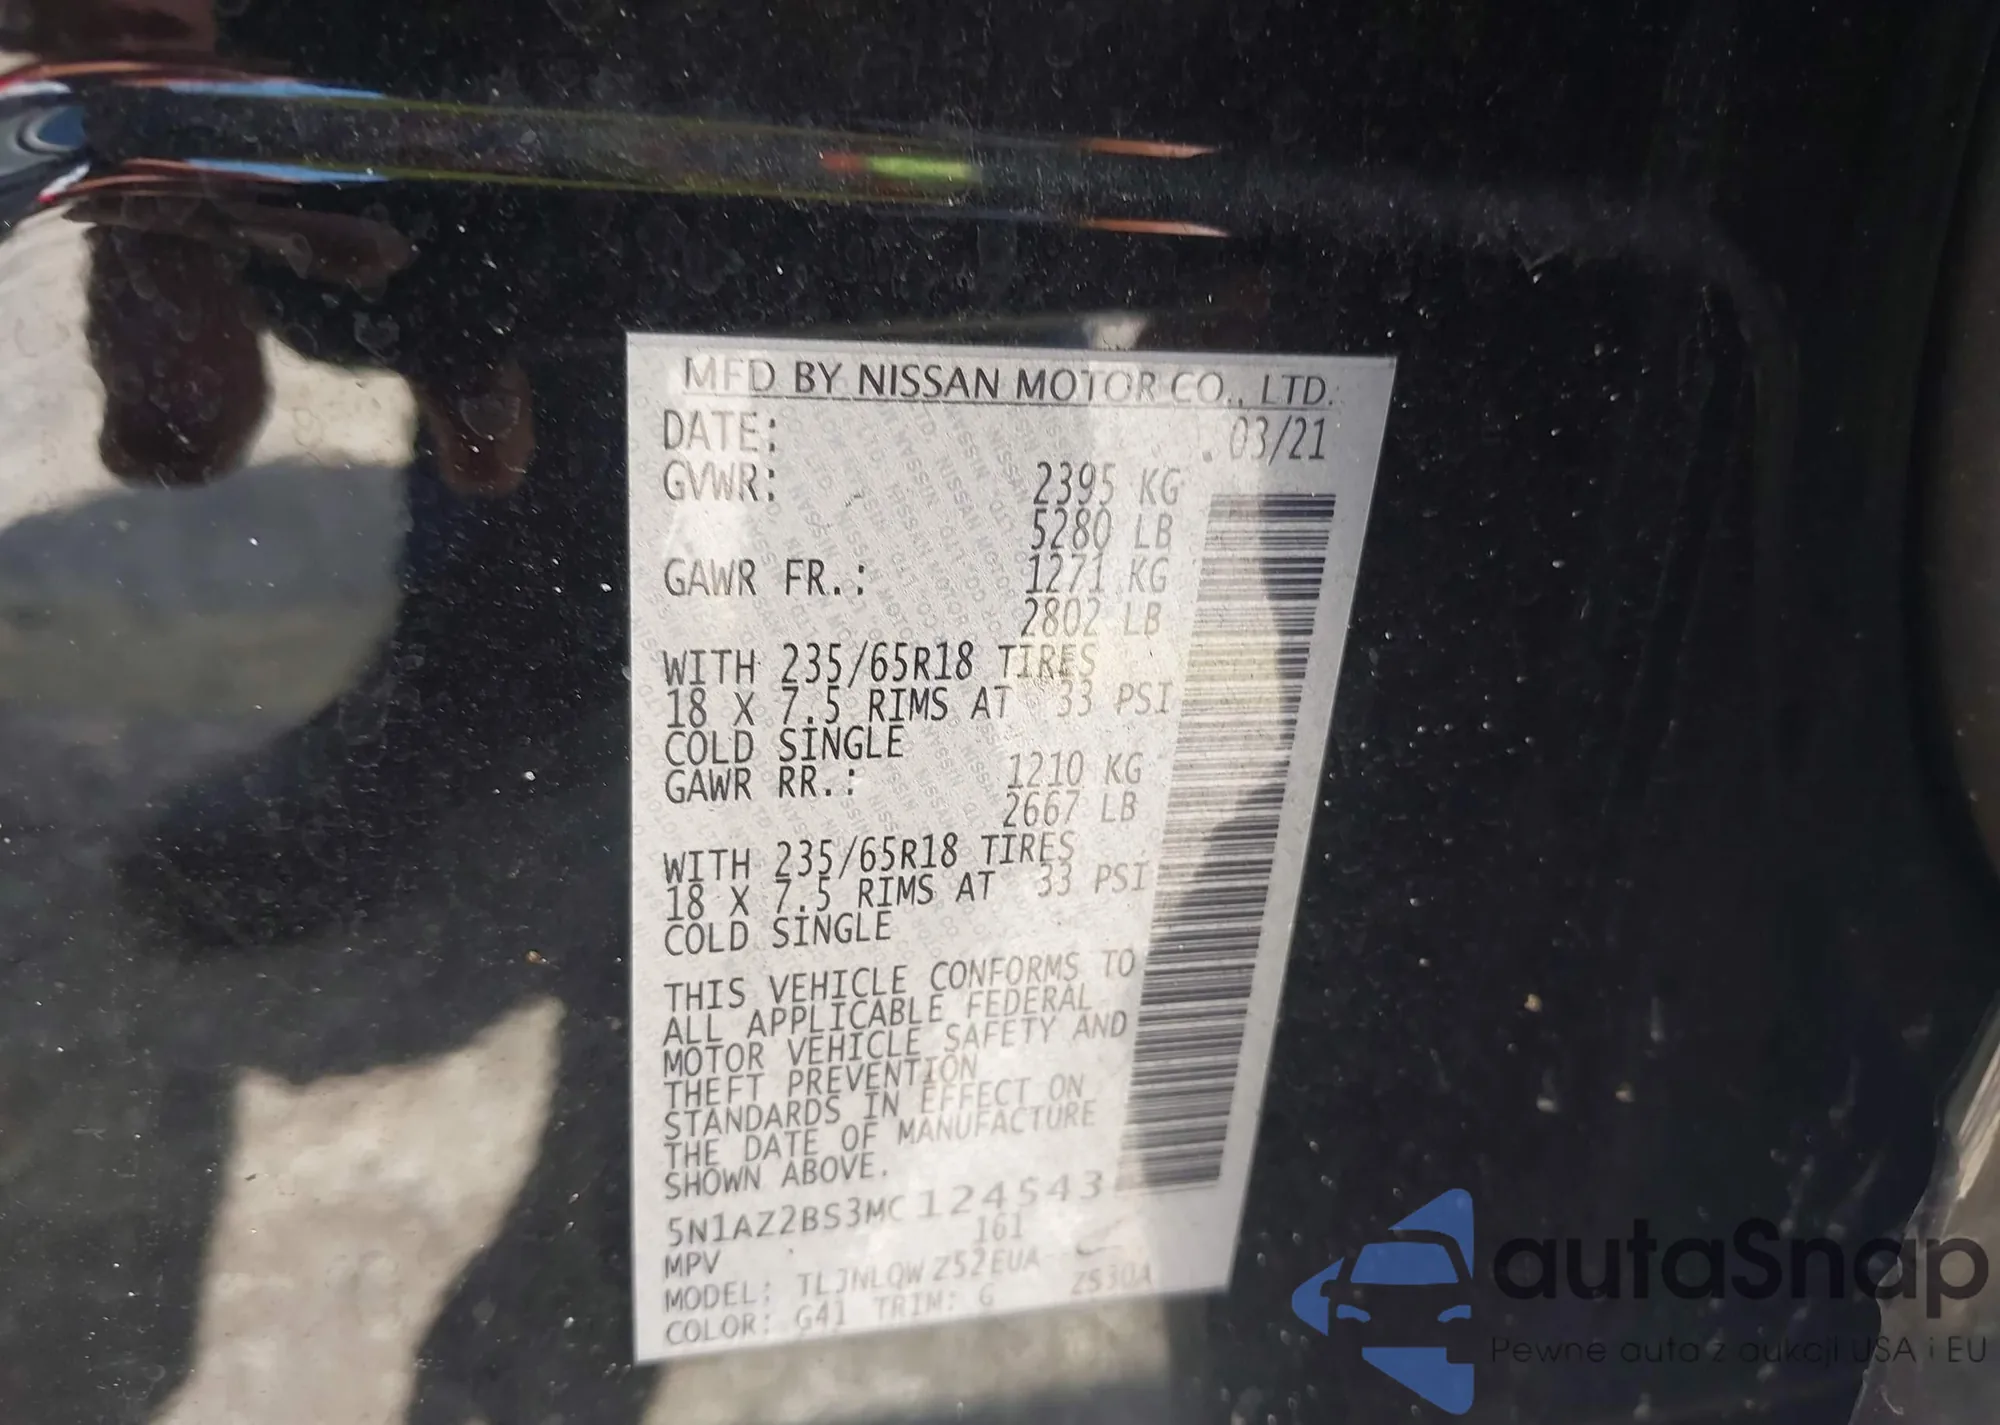 MFD BY NISSAN MOTOR CO., LTD.
DATE: 03/21
GVWR: 2395 KG
5280 LB
GAWR FR.: 1271 KG
2802 LB
WITH 235/65R18 TIRES
18 X 7.5 RIMS AT 33 PSI
COLD SINGLE
GAWR RR.: 1210 KG
2667 LB
WITH 235/65R18 TIRES
18 X 7.5 RIMS AT 33 PSI
COLD SINGLE
THIS VEHICLE CONFORMS TO
ALL APPLICABLE FEDERAL
MOTOR VEHICLE SAFETY AND
THEFT PREVENTION
STANDARDS IN EFFECT ON
THE DATE OF MANUFACTURE
SHOWN ABOVE.
5N1AZ2BS3MC124543
161
MPV
MODEL: TLJNLQWZ52EUA
COLOR: G41 TRIM: G Z530A
autoSnap
Pewne auta z aukcji USA i EU